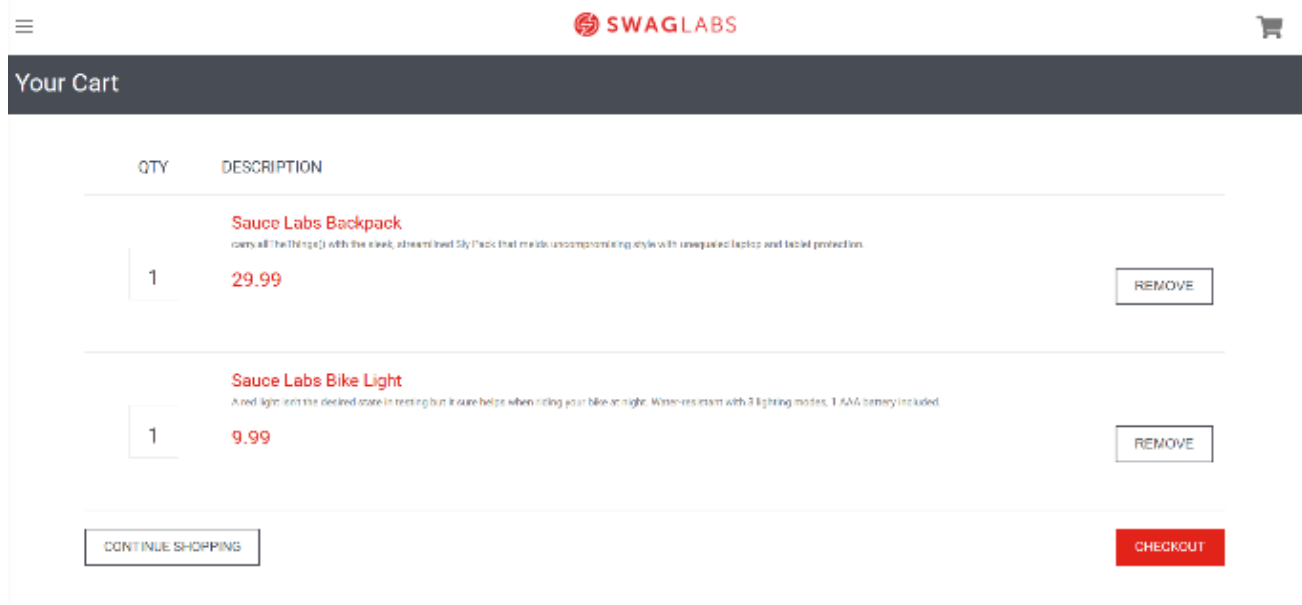 SWAGLABS
Your Cart
QTY DESCRIPTION
Sauce Labs Backpack
carry.allTheThings() with the sleek, streamlined Sly Pack that melds uncompromising style with unequaled laptop and tablet protection.
1 29.99
REMOVE
Sauce Labs Bike Light
A red light isn't the desired state in testing but it sure helps when riding your bike at night. Water-resistant with 3 lighting modes, 1 AAA battery included.
1 9.99
REMOVE
CONTINUE SHOPPING CHECKOUT